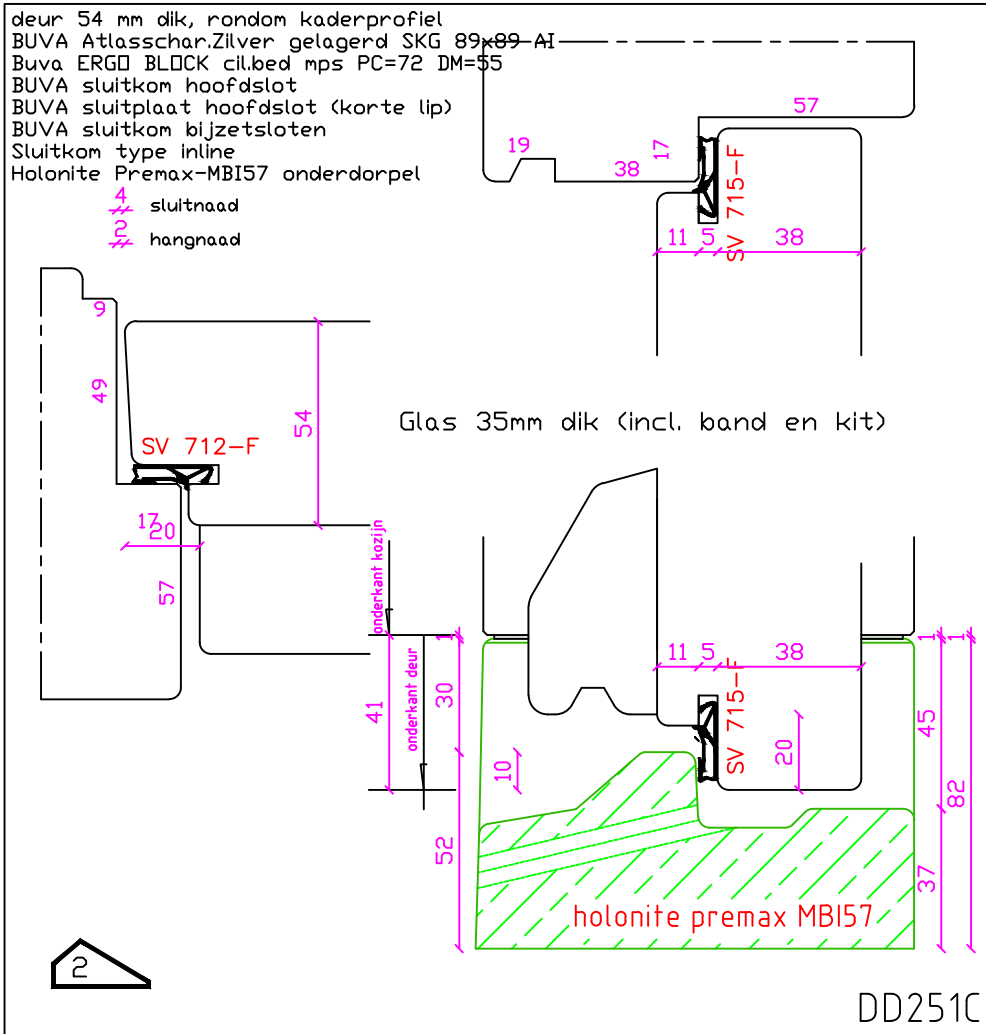 deur 54 mm dik, rondom kaderprofiel
BUVA Atlasschar.Zilver gelagerd SKG 89x89 AI
Buva ERGO BLOCK cil.bed mps PC=72 DM=55
BUVA sluitkom hoofdslot
BUVA sluitplaat hoofdslot (korte lip)
BUVA sluitkom bijzetsloten
Sluitkom type inline
Holonite Premax-MBI57 onderdorpel
4 sluitnaad
2 hangnaad
57
19
38
17
SV 715-F
11 5 38
9
49
54
SV 712-F
17
20
57
Glas 35mm dik (incl. band en kit)
onderkant kozijn
onderkant deur
41
1
30
52
10
11 5 38
SV 715-F
20
1
1
45
82
37
holonite premax MBI57
2
DD251C